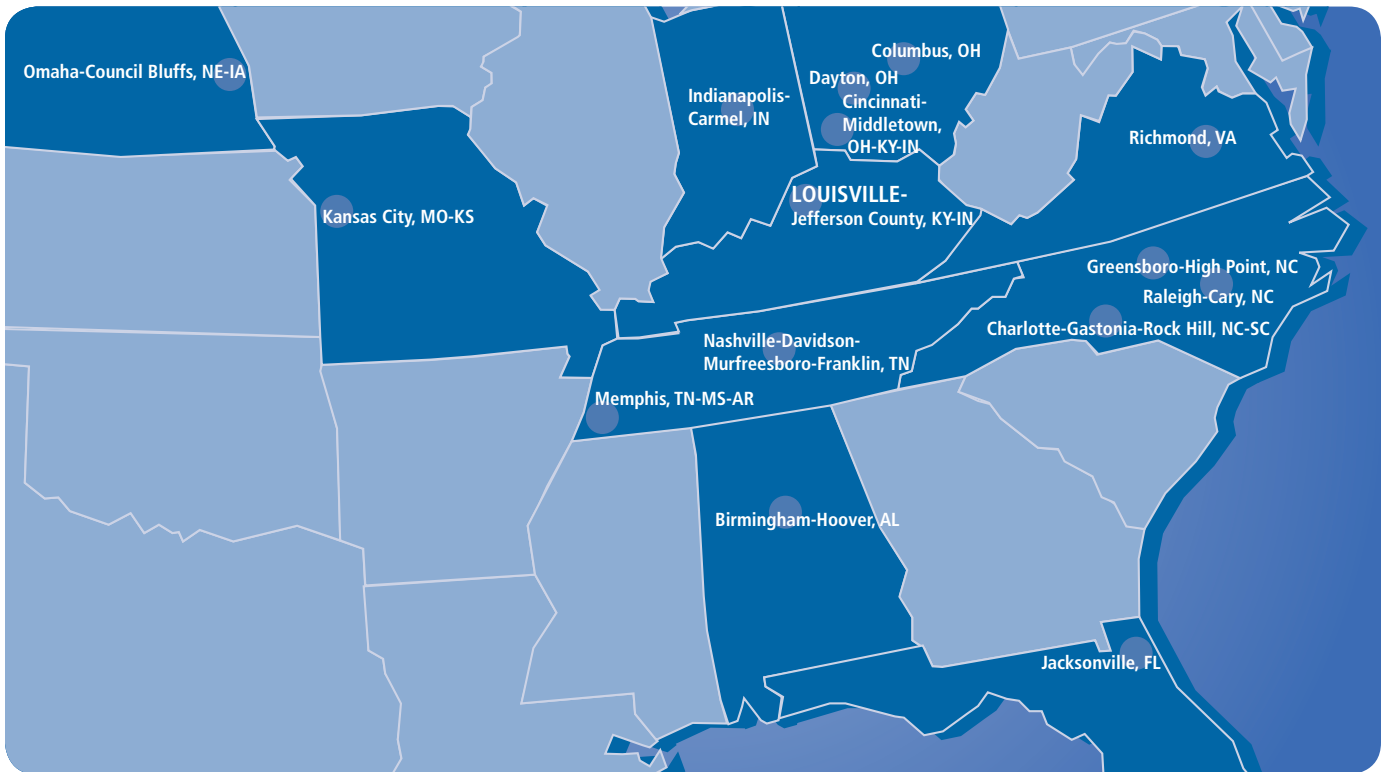 Omaha-Council Bluffs, NE-IA
Columbus, OH
Dayton, OH
Indianapolis-
Carmel, IN
Cincinnati-
Middletown,
OH-KY-IN
Richmond, VA
Kansas City, MO-KS
LOUISVILLE-
Jefferson County, KY-IN
Greensboro-High Point, NC
Raleigh-Cary, NC
Charlotte-Gastonia-Rock Hill, NC-SC
Nashville-Davidson-
Murfreesboro-Franklin, TN
Memphis, TN-MS-AR
Birmingham-Hoover, AL
Jacksonville, FL